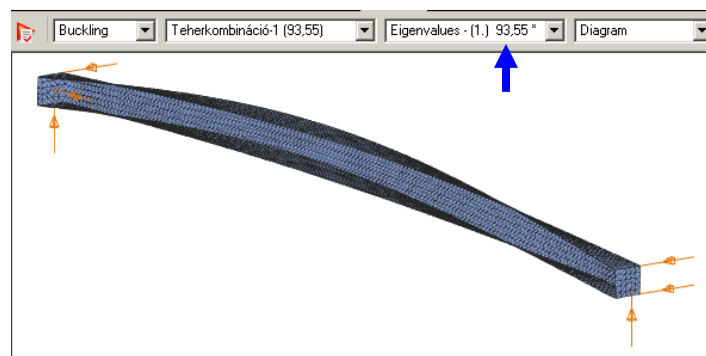 Buckling Teherkombináció-1 (93,55) Eigenvalues - (1.) 93,55 * Diagram